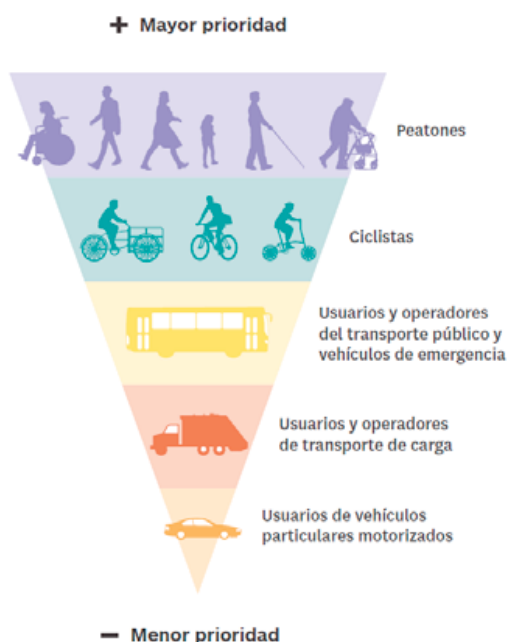 + Mayor prioridad
Peatones
Ciclistas
Usuarios y operadores
del transporte público y
vehículos de emergencia
Usuarios y operadores
de transporte de carga
Usuarios de vehículos
particulares motorizados
− Menor prioridad